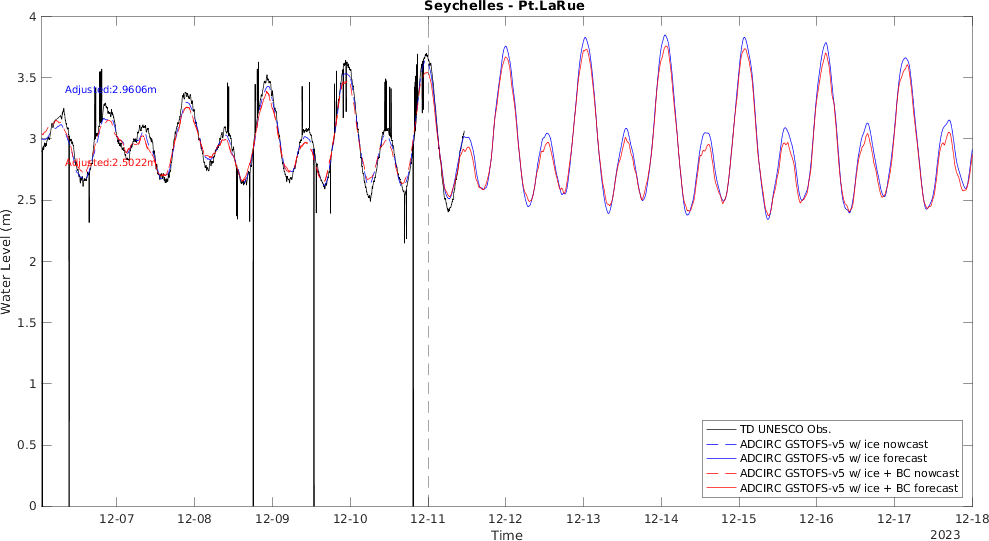 Seychelles - Pt.LaRue
4
3.5
3
2.5
2
1.5
1
0.5
0
Water Level (m)
Adjusted:2.9606m
TD UNESCO Obs.
ADCIRC GSTOFS-v5 w/ ice nowcast
ADCIRC GSTOFS-v5 w/ ice forecast
ADCIRC GSTOFS-v5 w/ ice + BC nowcast
ADCIRC GSTOFS-v5 w/ ice + BC forecast
12-07 12-08 12-09 12-10 12-11 12-12 12-13 12-14 12-15 12-16 12-17 12-18
Time
2023